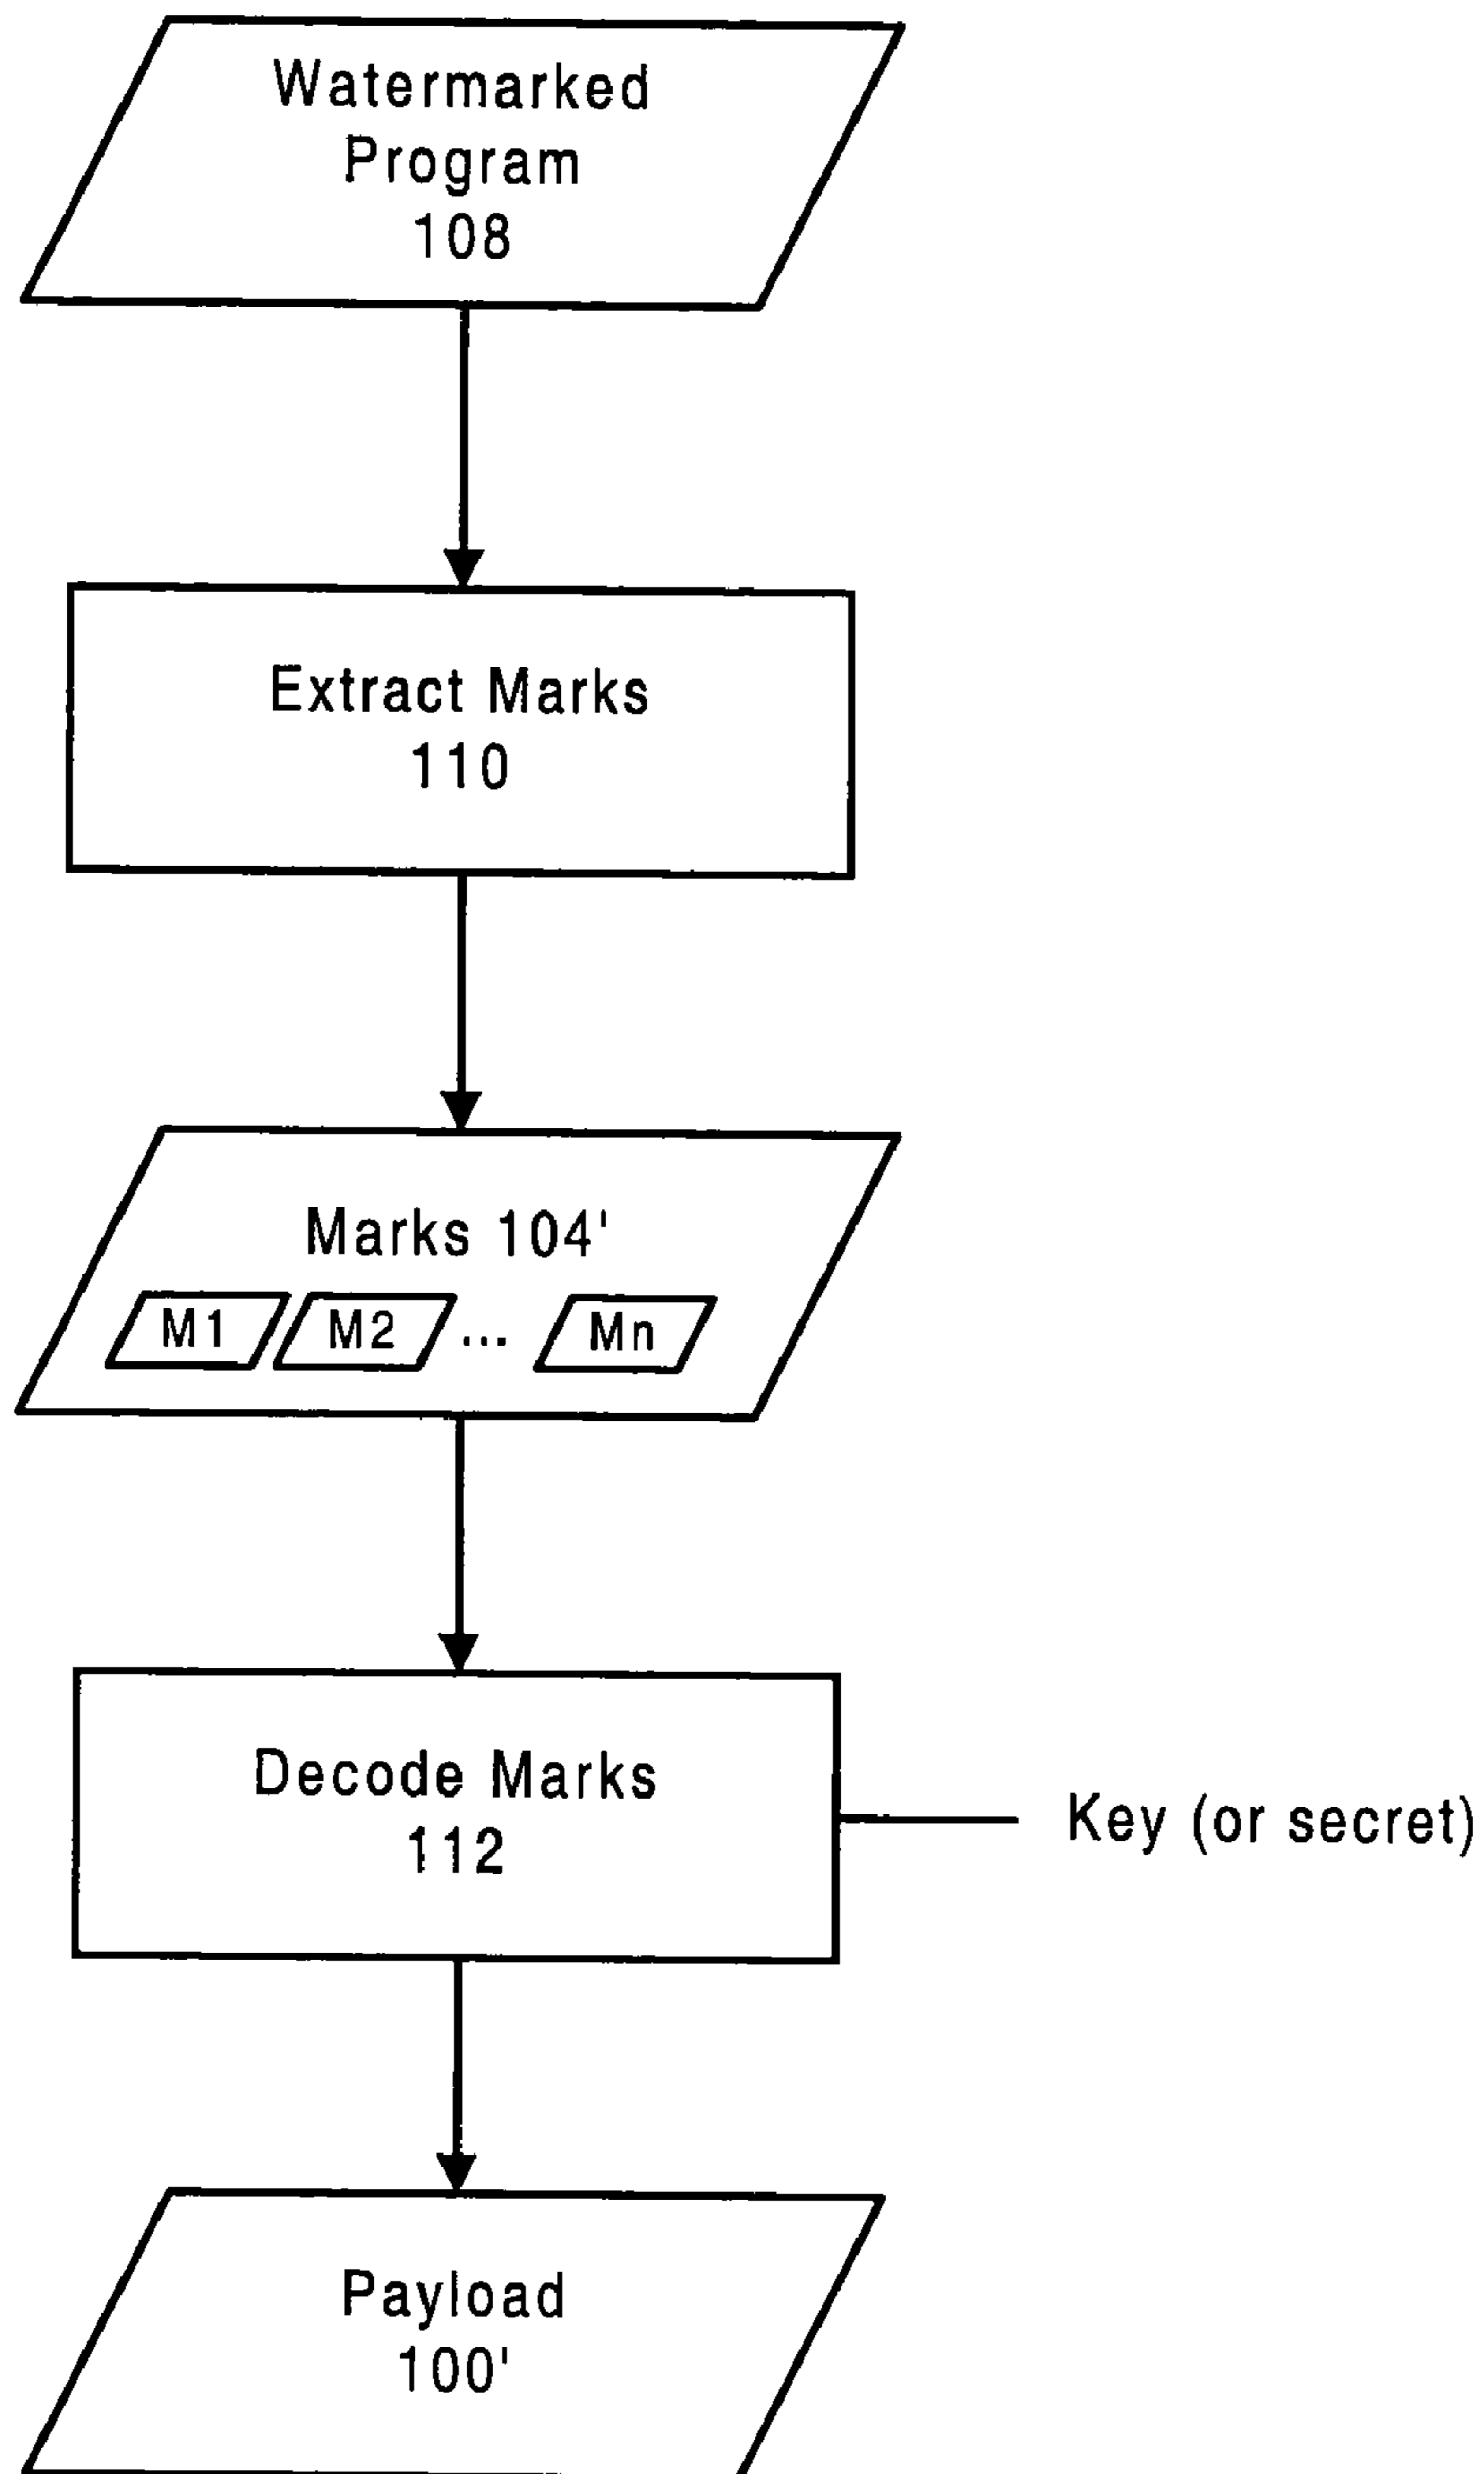 Watermarked
Program
108
Extract Marks
110
Marks 104'
M1 M2 ... Mn
Decode Marks
112
Key (or secret)
Payload
100'